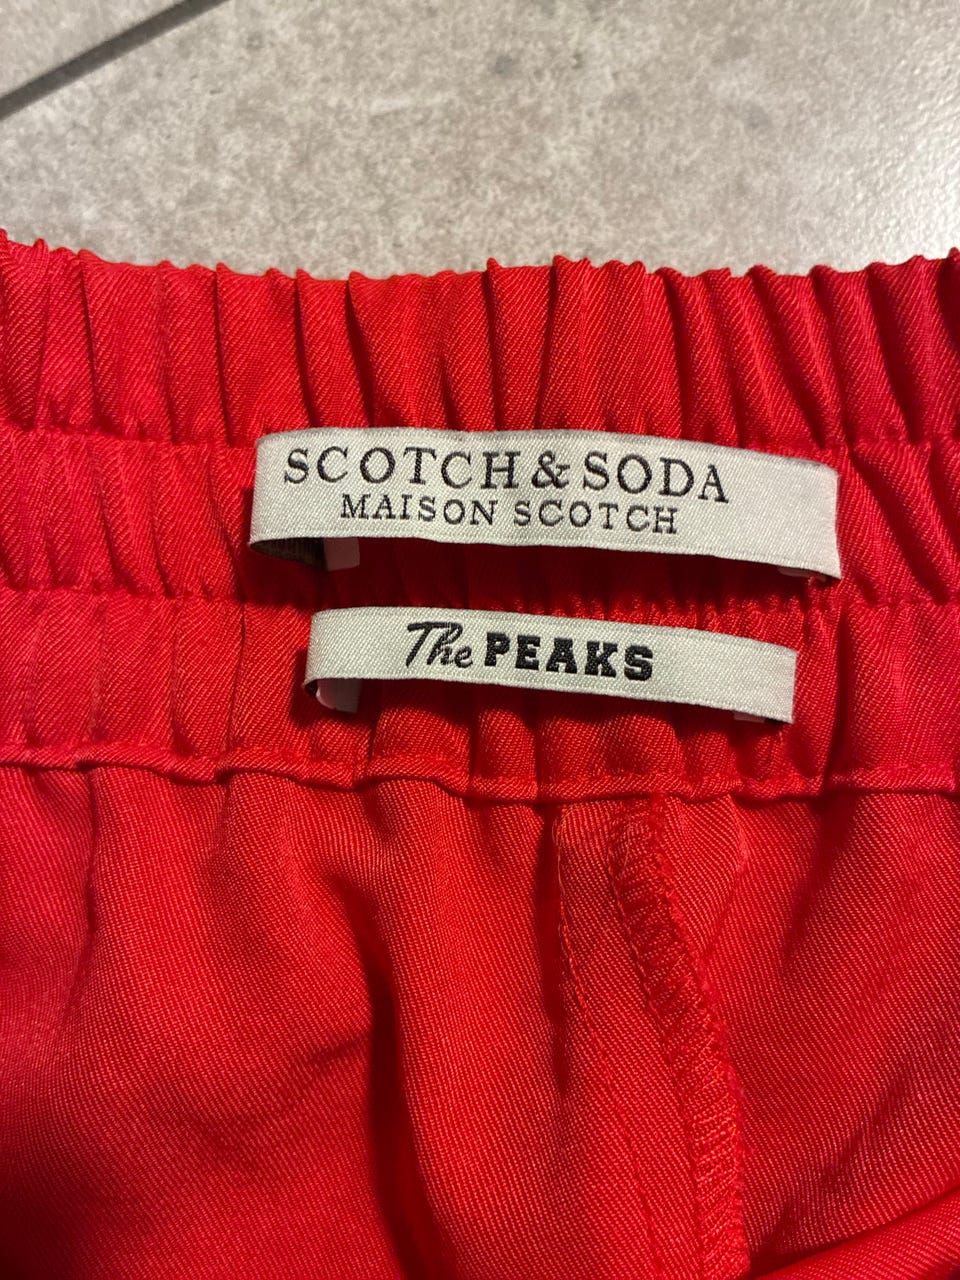 SCOTCH & SODA
MAISON SCOTCH
The PEAKS